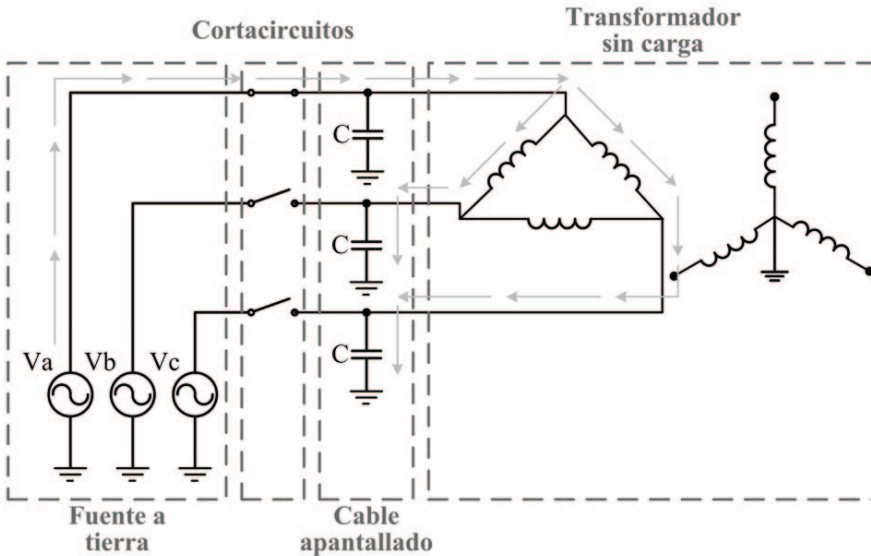 Cortacircuitos
Transformador
sin carga
C
C
C
Va
Vb
Vc
Fuente a
tierra
Cable
apantallado